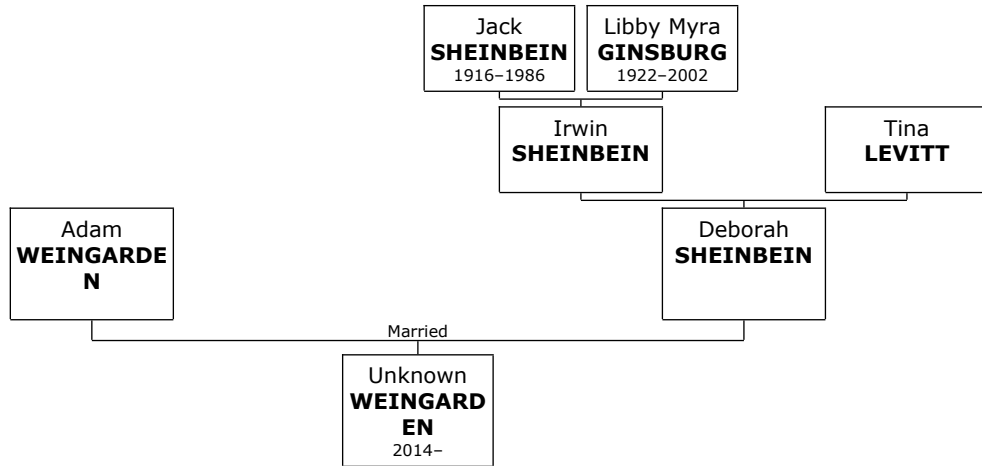 Jack
SHEINBEIN
1916–1986
Libby Myra
GINSBURG
1922–2002
Irwin
SHEINBEIN
Tina
LEVITT
Adam
WEINGARDE
N
Deborah
SHEINBEIN
Married
Unknown
WEINGARD
EN
2014–